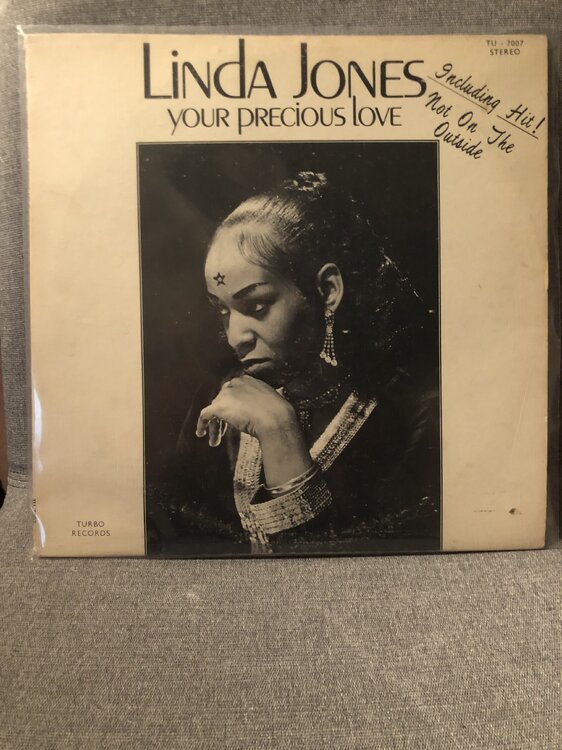 Linda Jones
your precious love
TU - 7007
STEREO
Including Hit!
Not On The
Outside
TURBO
RECORDS